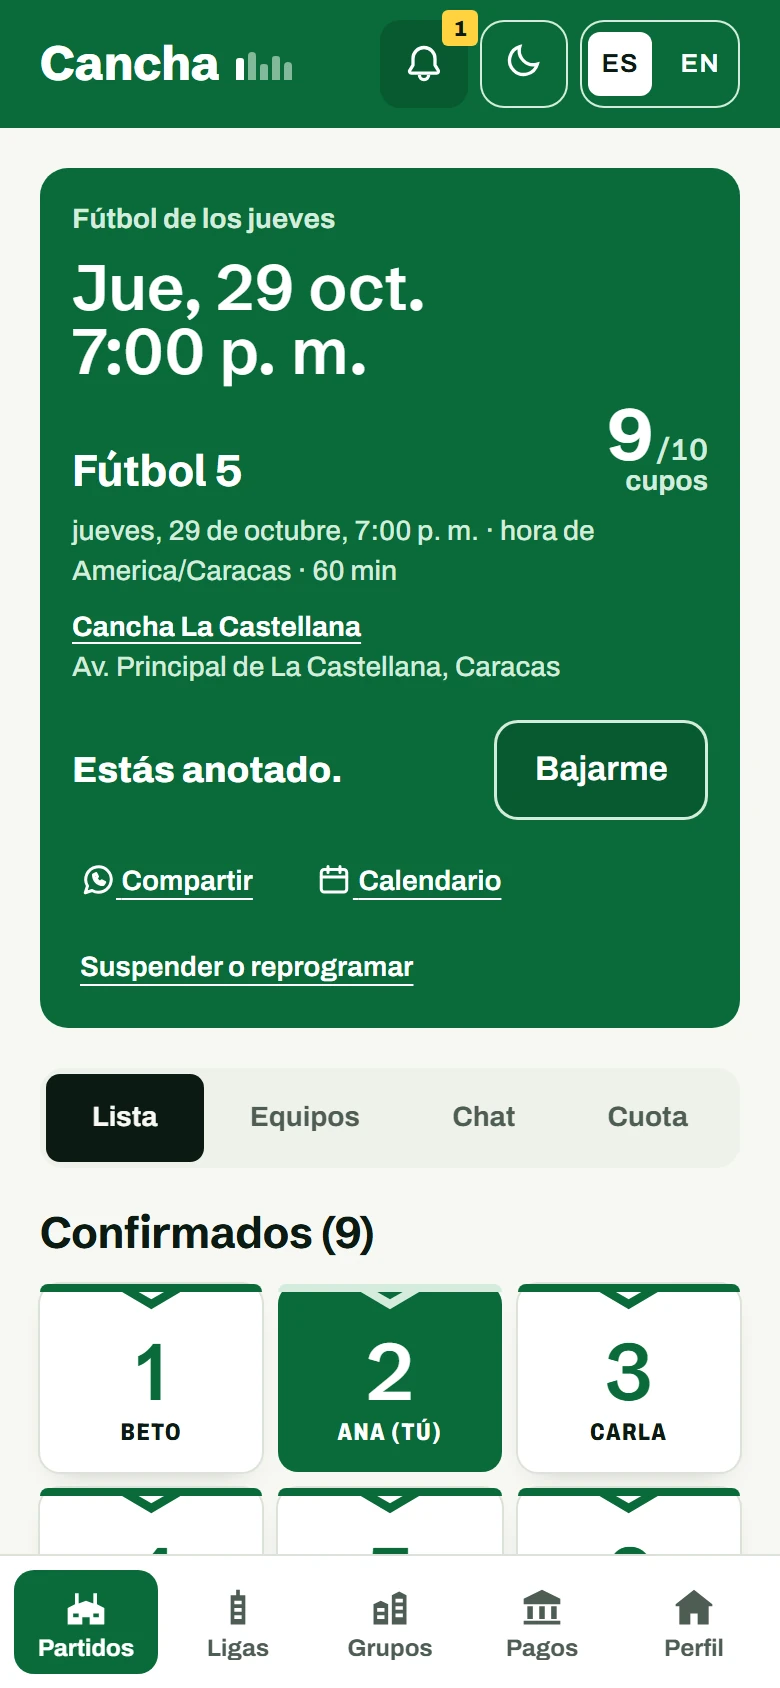 Cancha
1
ES
EN
Fútbol de los jueves
Jue, 29 oct.
7:00 p. m.
Fútbol 5
9/10
cupos
jueves, 29 de octubre, 7:00 p. m. · hora de
America/Caracas · 60 min
Cancha La Castellana
Av. Principal de La Castellana, Caracas
Estás anotado.
Bajarme
Compartir
Calendario
Suspender o reprogramar
Lista
Equipos
Chat
Cuota
Confirmados (9)
1
BETO
2
ANA (TÚ)
3
CARLA
Partidos
Ligas
Grupos
Pagos
Perfil